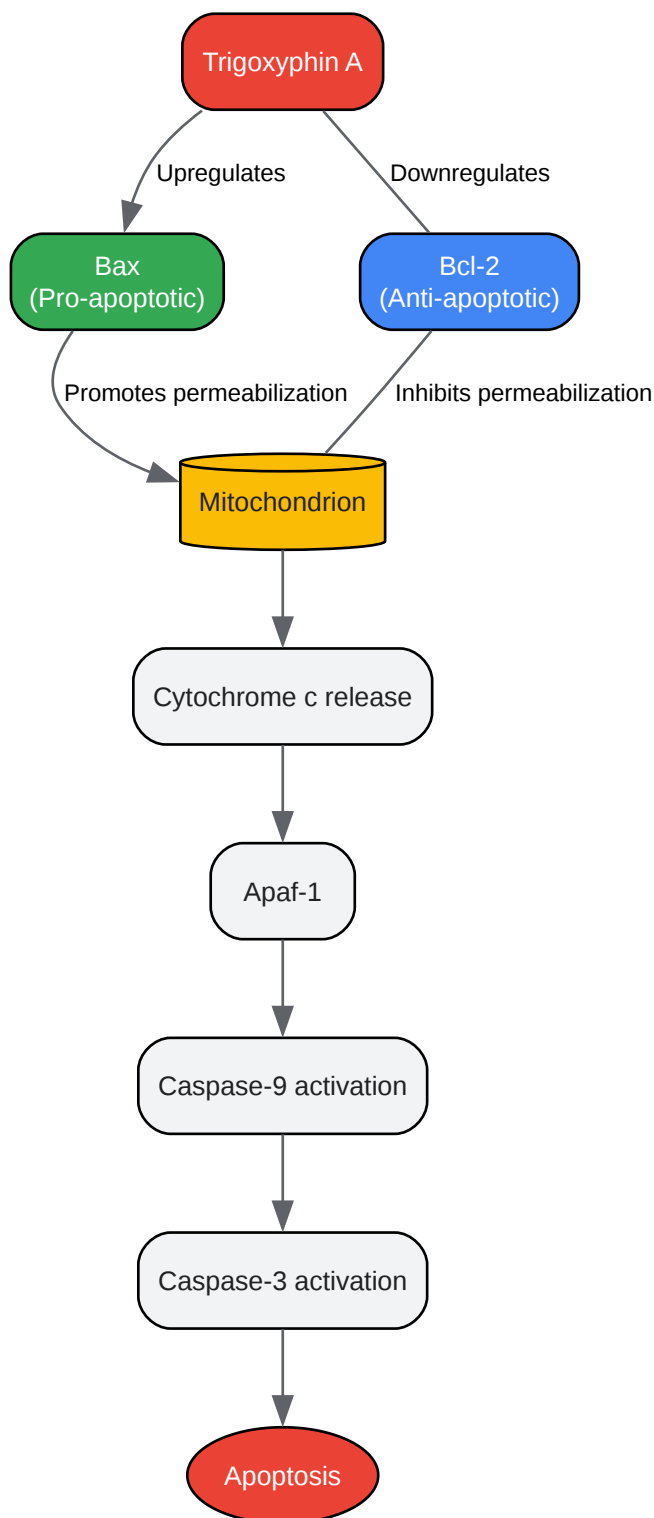 Trigoxyphin A
Upregulates
Downregulates
Bax
(Pro-apoptotic)
Bcl-2
(Anti-apoptotic)
Promotes permeabilization
Inhibits permeabilization
Mitochondrion
Cytochrome c release
Apaf-1
Caspase-9 activation
Caspase-3 activation
Apoptosis